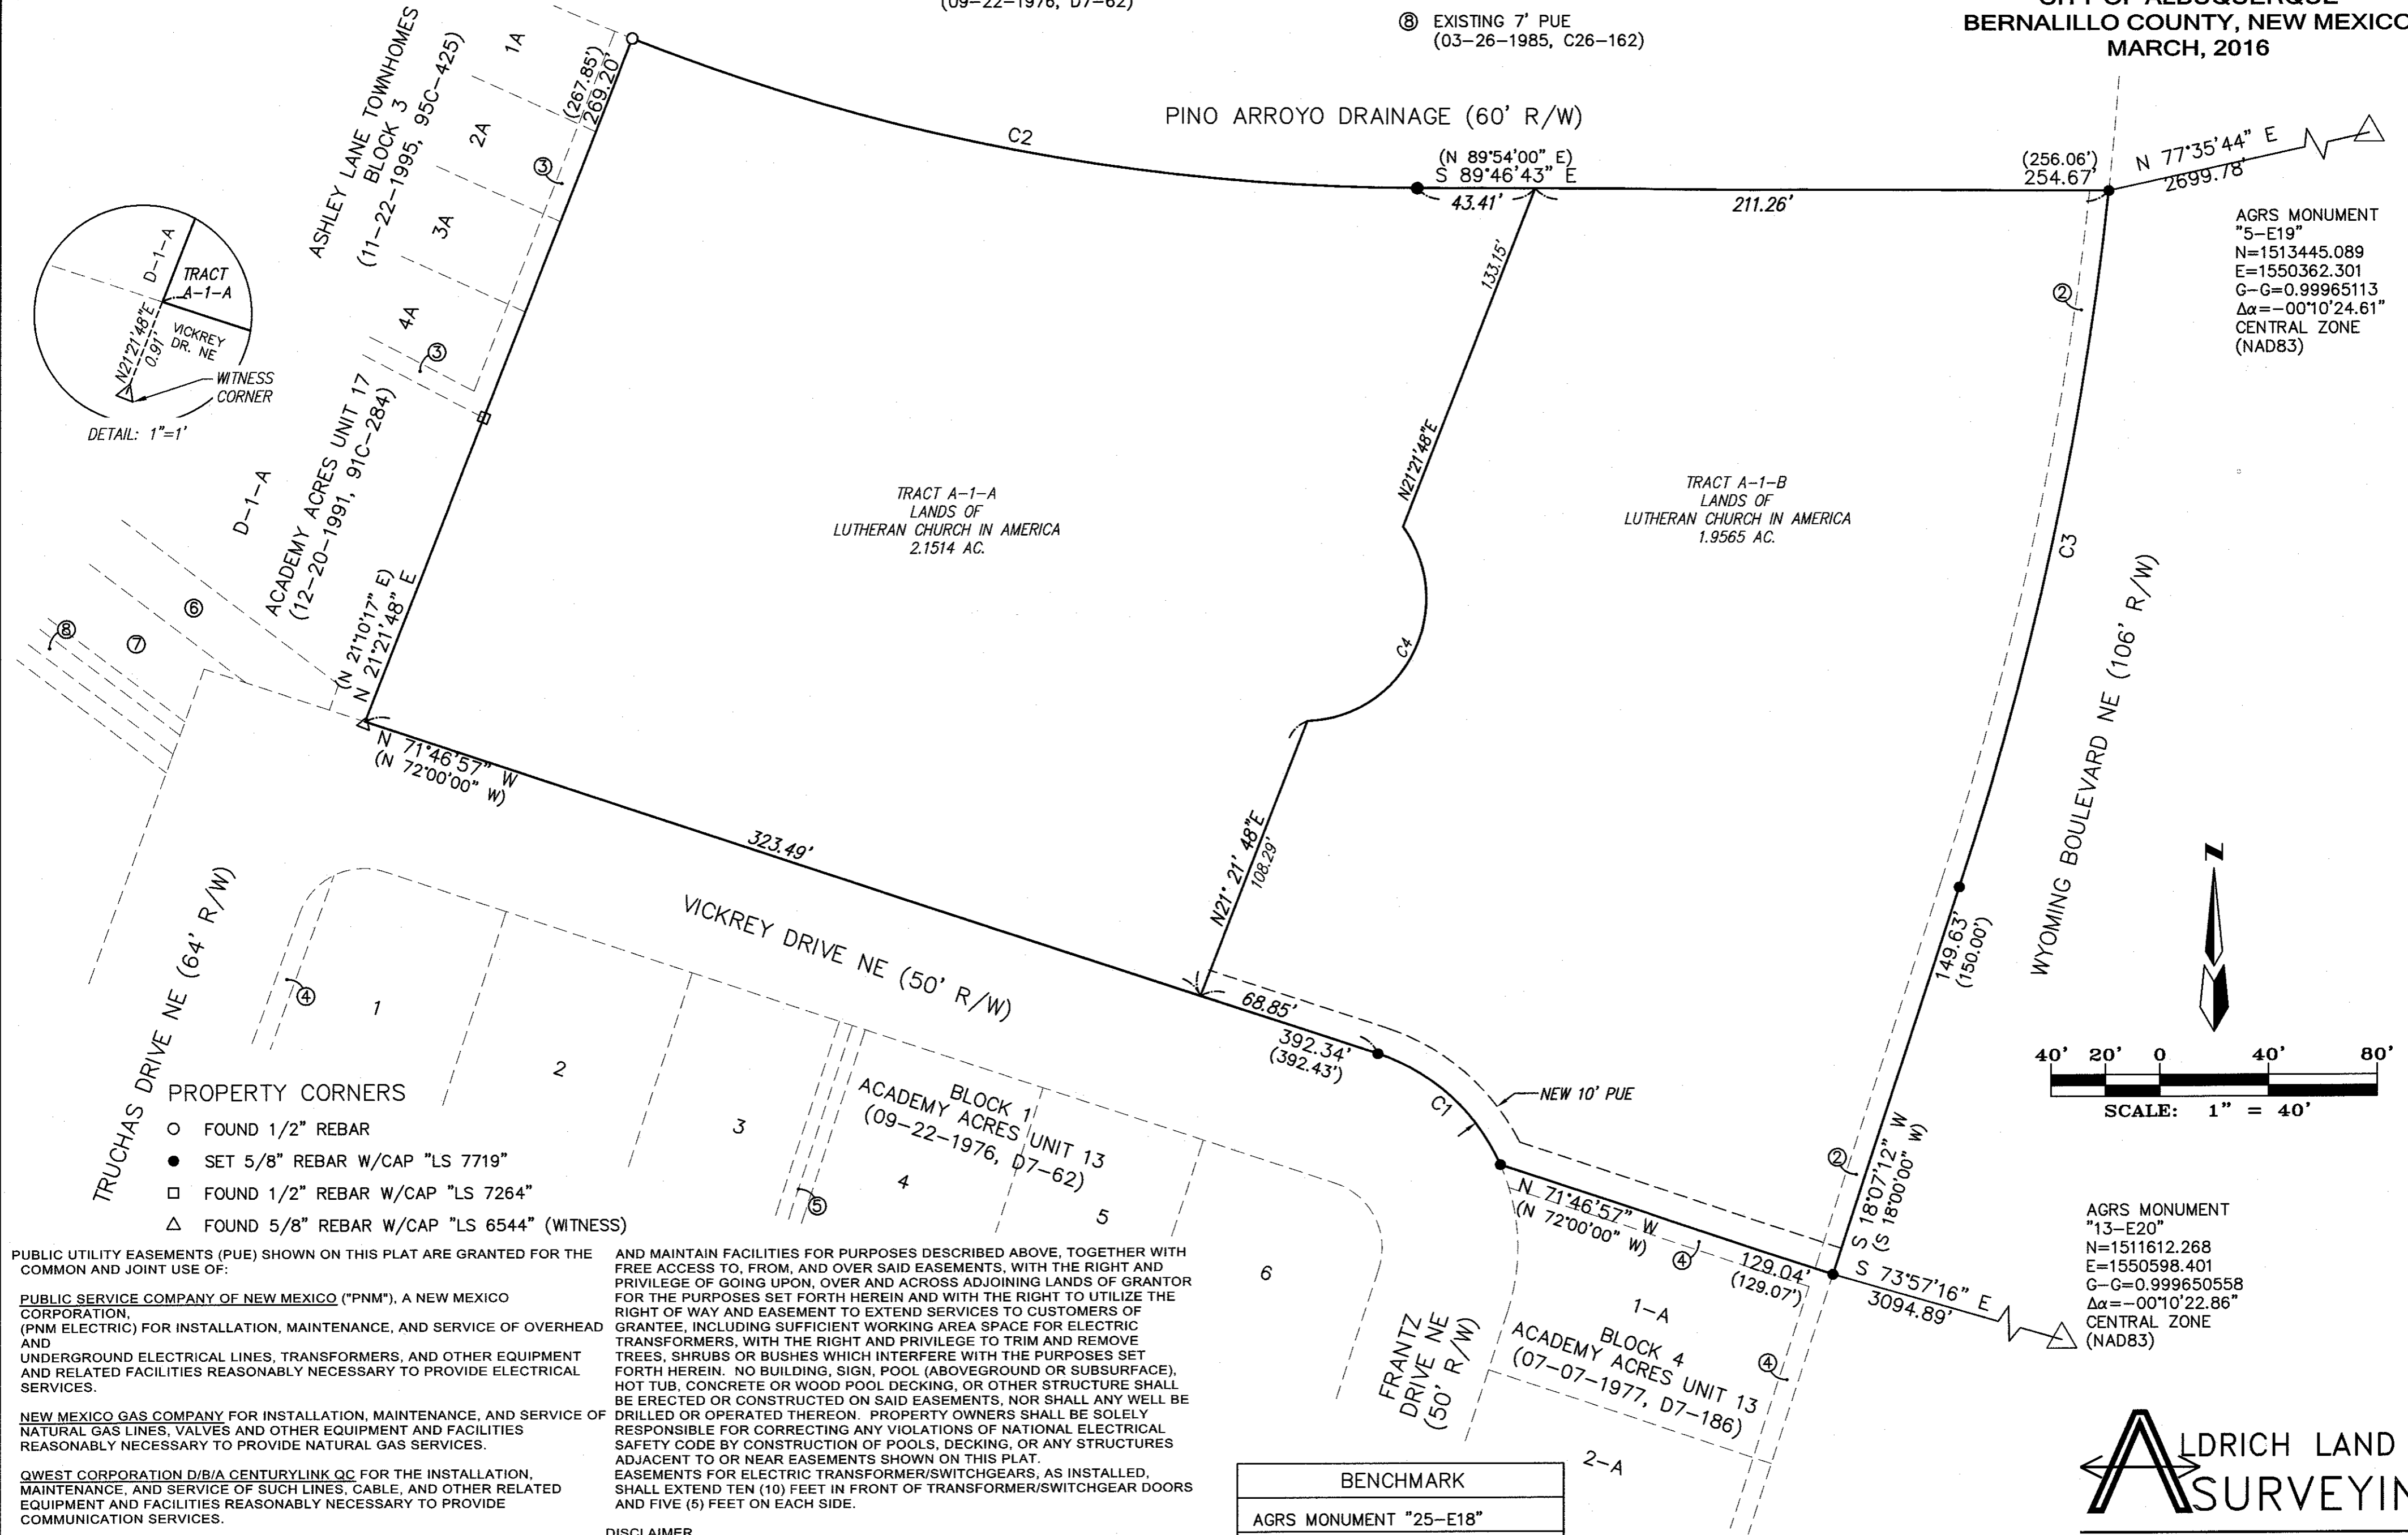 (09-22-1976, D7-62)
⑧ EXISTING 7' PUE
(03-26-1985, C26-162)
CITY OF ALBUQUERQUE
BERNALILLO COUNTY, NEW MEXICO
MARCH, 2016
ASHLEY LANE TOWNHOMES
BLOCK 3
(11-22-1995, 95C-425)
1A
2A
3A
4A
③
③
(267.85')
269.20'
C2
PINO ARROYO DRAINAGE (60' R/W)
(N 89°54'00" E)
S 89°46'43" E
43.41'
211.26'
(256.06')
254.67'
N 77°35'44" E
2699.78'
AGRS MONUMENT
"5-E19"
N=1513445.089
E=1550362.301
G-G=0.99965113
Δα=-00°10'24.61"
CENTRAL ZONE
(NAD83)
D-1-A
TRACT
A-1-A
N21°21'48"E
0.91'
VICKREY
DR. NE
WITNESS
CORNER
DETAIL: 1"=1'
D-1-A
ACADEMY ACRES UNIT 17
(12-20-1991, 91C-284)
(N 21°10'17" E)
N 21°21'48" E
⑥
⑦
⑧
133.15'
N21°21'48"E
C4
TRACT A-1-A
LANDS OF
LUTHERAN CHURCH IN AMERICA
2.1514 AC.
TRACT A-1-B
LANDS OF
LUTHERAN CHURCH IN AMERICA
1.9565 AC.
②
C3
WYOMING BOULEVARD NE (106' R/W)
N 71°46'57" W
(N 72°00'00" W)
323.49'
N21° 21' 48"E
108.29'
VICKREY DRIVE NE (50' R/W)
68.85'
392.34'
(392.43')
C1
NEW 10' PUE
149.63'
(150.00')
S 18°07'12" W
(S 18°00'00" W)
②
N
40' 20' 0 40' 80'
SCALE: 1" = 40'
TRUCHAS DRIVE NE (64' R/W)
④
1
2
3
4
5
6
⑤
BLOCK 1
ACADEMY ACRES UNIT 13
(09-22-1976, D7-62)
N 71°46'57" W
(N 72°00'00" W)
④
129.04'
(129.07')
S 73°57'16" E
3094.89'
AGRS MONUMENT
"13-E20"
N=1511612.268
E=1550598.401
G-G=0.999650558
Δα=-00°10'22.86"
CENTRAL ZONE
(NAD83)
FRANTZ
DRIVE NE
(50' R/W)
1-A
BLOCK 4
ACADEMY ACRES UNIT 13
(07-07-1977, D7-186)
④
2-A
PROPERTY CORNERS
○ FOUND 1/2" REBAR
● SET 5/8" REBAR W/CAP "LS 7719"
□ FOUND 1/2" REBAR W/CAP "LS 7264"
△ FOUND 5/8" REBAR W/CAP "LS 6544" (WITNESS)
PUBLIC UTILITY EASEMENTS (PUE) SHOWN ON THIS PLAT ARE GRANTED FOR THE
COMMON AND JOINT USE OF:
PUBLIC SERVICE COMPANY OF NEW MEXICO ("PNM"), A NEW MEXICO
CORPORATION,
(PNM ELECTRIC) FOR INSTALLATION, MAINTENANCE, AND SERVICE OF OVERHEAD
AND
UNDERGROUND ELECTRICAL LINES, TRANSFORMERS, AND OTHER EQUIPMENT
AND RELATED FACILITIES REASONABLY NECESSARY TO PROVIDE ELECTRICAL
SERVICES.
NEW MEXICO GAS COMPANY FOR INSTALLATION, MAINTENANCE, AND SERVICE OF
NATURAL GAS LINES, VALVES AND OTHER EQUIPMENT AND FACILITIES
REASONABLY NECESSARY TO PROVIDE NATURAL GAS SERVICES.
QWEST CORPORATION D/B/A CENTURYLINK QC FOR THE INSTALLATION,
MAINTENANCE, AND SERVICE OF SUCH LINES, CABLE, AND OTHER RELATED
EQUIPMENT AND FACILITIES REASONABLY NECESSARY TO PROVIDE
COMMUNICATION SERVICES.
AND MAINTAIN FACILITIES FOR PURPOSES DESCRIBED ABOVE, TOGETHER WITH
FREE ACCESS TO, FROM, AND OVER SAID EASEMENTS, WITH THE RIGHT AND
PRIVILEGE OF GOING UPON, OVER AND ACROSS ADJOINING LANDS OF GRANTOR
FOR THE PURPOSES SET FORTH HEREIN AND WITH THE RIGHT TO UTILIZE THE
RIGHT OF WAY AND EASEMENT TO EXTEND SERVICES TO CUSTOMERS OF
GRANTEE, INCLUDING SUFFICIENT WORKING AREA SPACE FOR ELECTRIC
TRANSFORMERS, WITH THE RIGHT AND PRIVILEGE TO TRIM AND REMOVE
TREES, SHRUBS OR BUSHES WHICH INTERFERE WITH THE PURPOSES SET
FORTH HEREIN. NO BUILDING, SIGN, POOL (ABOVEGROUND OR SUBSURFACE),
HOT TUB, CONCRETE OR WOOD POOL DECKING, OR OTHER STRUCTURE SHALL
BE ERECTED OR CONSTRUCTED ON SAID EASEMENTS, NOR SHALL ANY WELL BE
DRILLED OR OPERATED THEREON. PROPERTY OWNERS SHALL BE SOLELY
RESPONSIBLE FOR CORRECTING ANY VIOLATIONS OF NATIONAL ELECTRICAL
SAFETY CODE BY CONSTRUCTION OF POOLS, DECKING, OR ANY STRUCTURES
ADJACENT TO OR NEAR EASEMENTS SHOWN ON THIS PLAT.
EASEMENTS FOR ELECTRIC TRANSFORMER/SWITCHGEARS, AS INSTALLED,
SHALL EXTEND TEN (10) FEET IN FRONT OF TRANSFORMER/SWITCHGEAR DOORS
AND FIVE (5) FEET ON EACH SIDE.
DISCLAIMER
BENCHMARK
AGRS MONUMENT "25-E18"
ALDRICH LAND
SURVEYIN